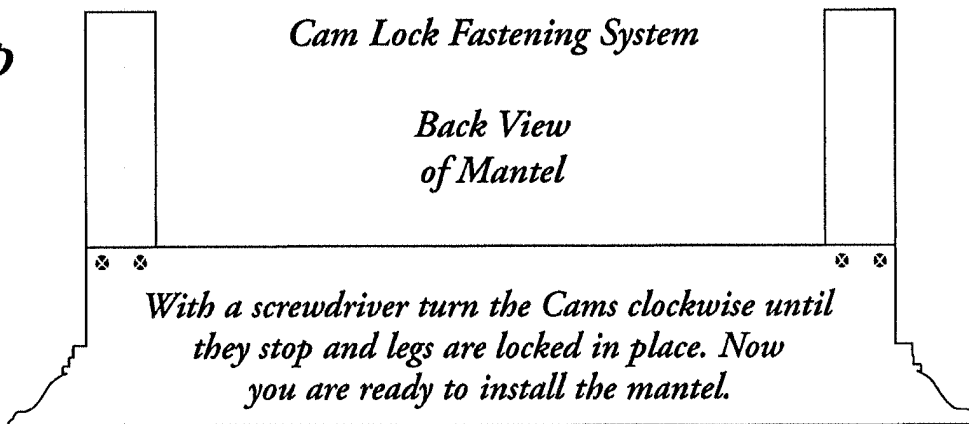 Cam Lock Fastening System
Back View
of Mantel
With a screwdriver turn the Cams clockwise until
they stop and legs are locked in place. Now
you are ready to install the mantel.